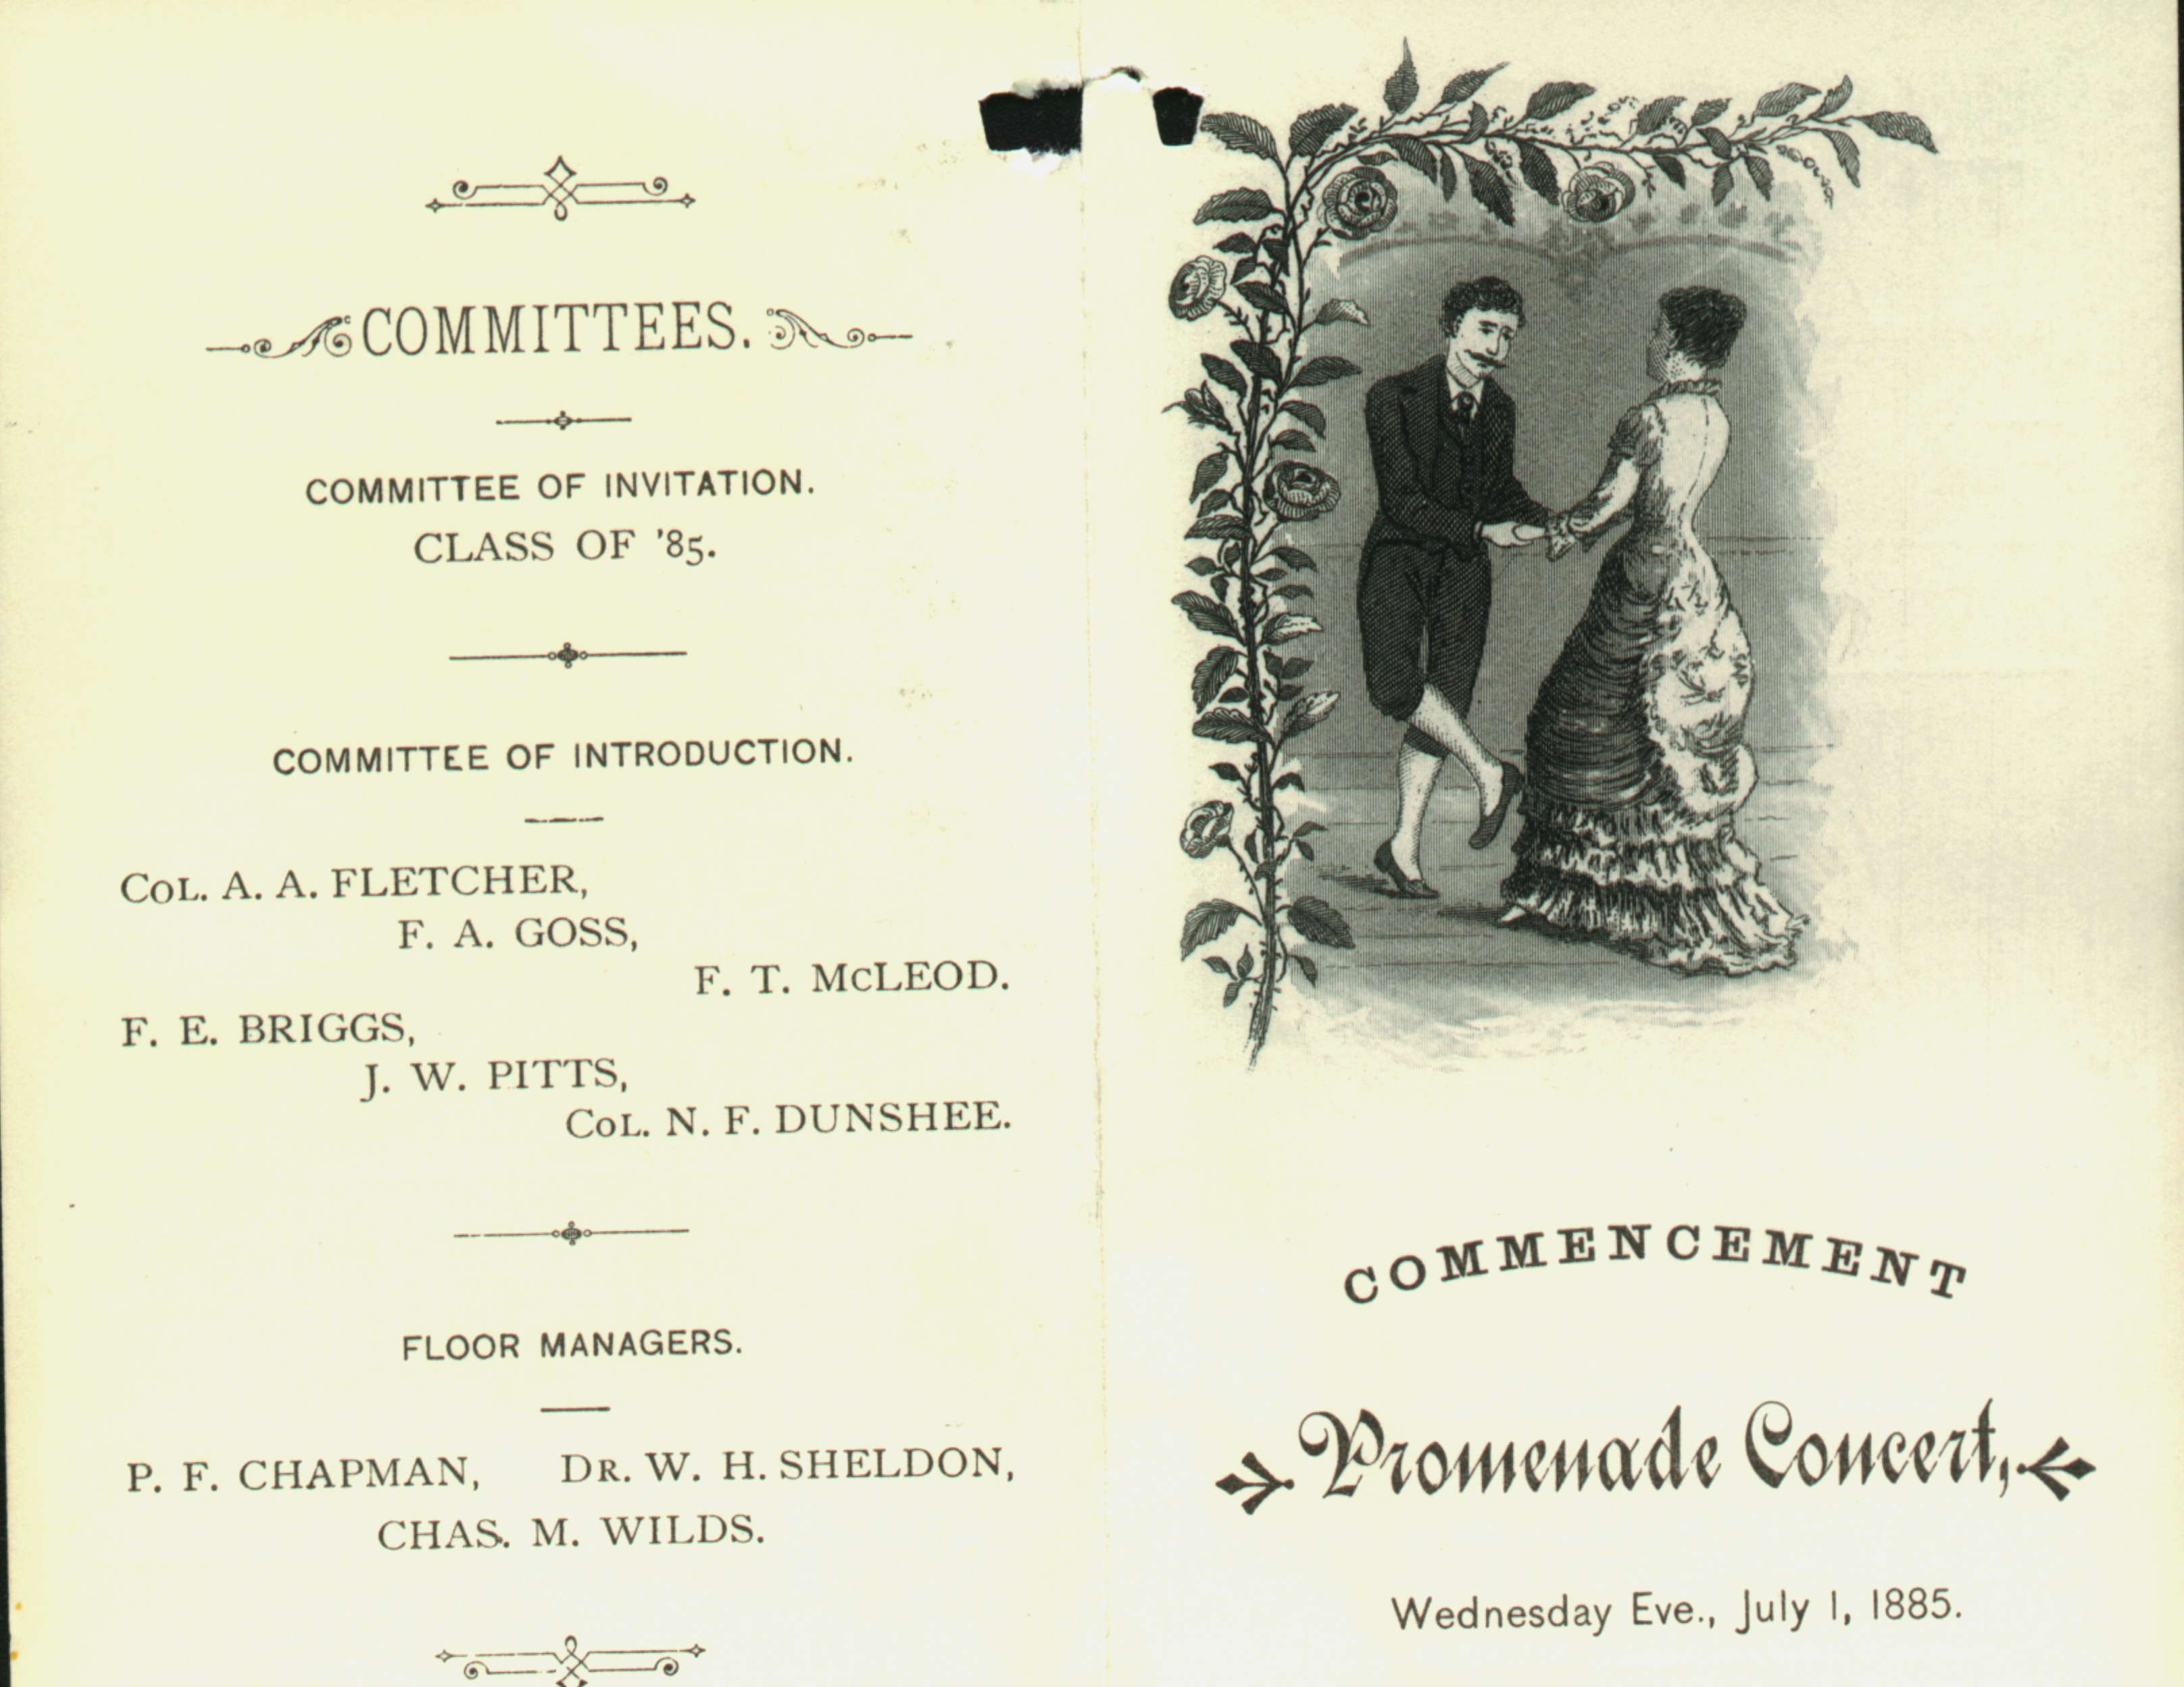 COMMITTEES.
COMMITTEE OF INVITATION.
CLASS OF '85.
COMMITTEE OF INTRODUCTION.
COL. A. A. FLETCHER,
F. A. GOSS,
F. T. McLEOD.
F. E. BRIGGS,
J. W. PITTS,
COL. N. F. DUNSHEE.
FLOOR MANAGERS.
P. F. CHAPMAN, DR. W. H. SHELDON,
CHAS. M. WILDS.
COMMENCEMENT
Promenade Concert,
Wednesday Eve., July 1, 1885.